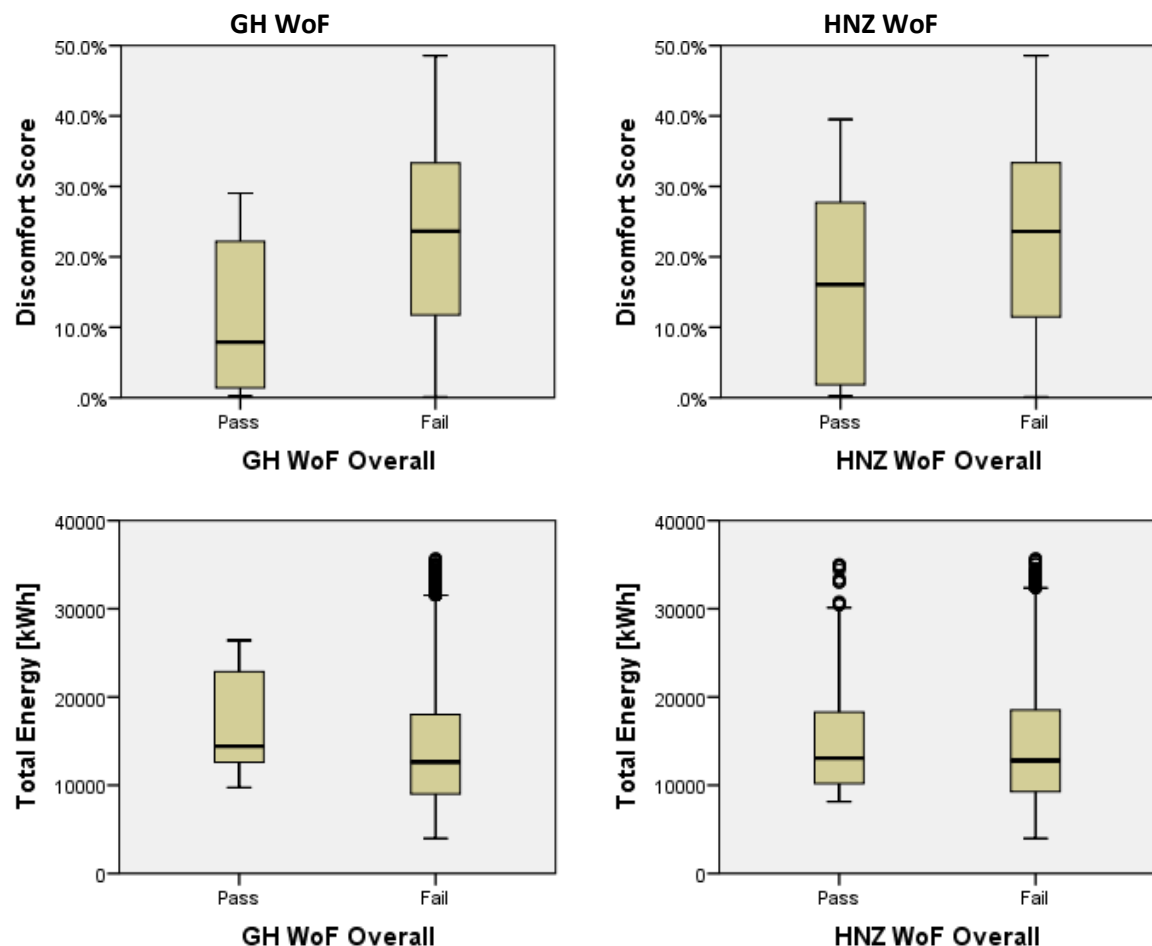 GH WoF
HNZ WoF
50.0%
40.0%
30.0%
20.0%
10.0%
.0%
Discomfort Score
Pass
Fail
GH WoF Overall
50.0%
40.0%
30.0%
20.0%
10.0%
.0%
Discomfort Score
Pass
Fail
HNZ WoF Overall
40000
30000
20000
10000
0
Total Energy [kWh]
Pass
Fail
GH WoF Overall
40000
30000
20000
10000
0
Total Energy [kWh]
Pass
Fail
HNZ WoF Overall